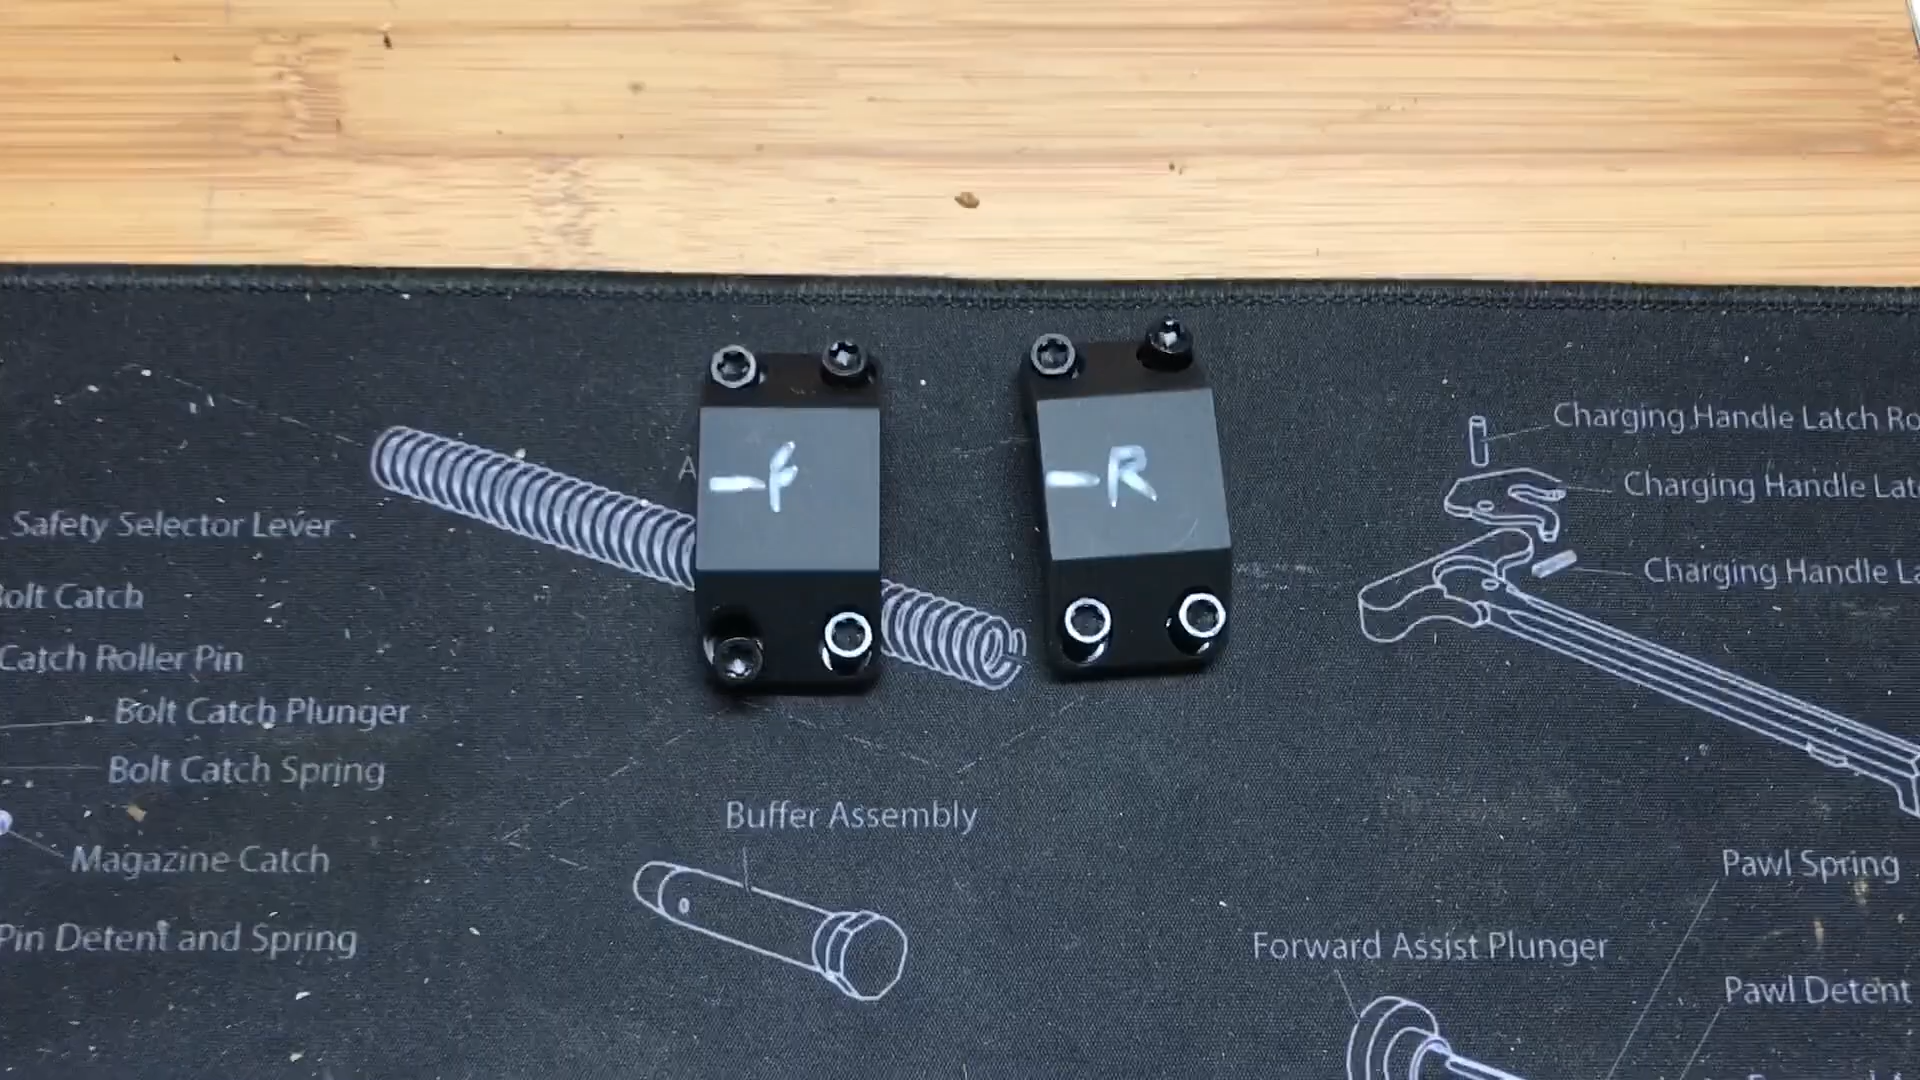 Charging Handle Latch Ro
-F
-R
A
Charging Handle Lat
Safety Selector Lever
Charging Handle La
Bolt Catch
Catch Roller Pin
Bolt Catch Plunger
Bolt Catch Spring
Buffer Assembly
Magazine Catch
Pawl Spring
Pin Detent and Spring
Forward Assist Plunger
Pawl Detent